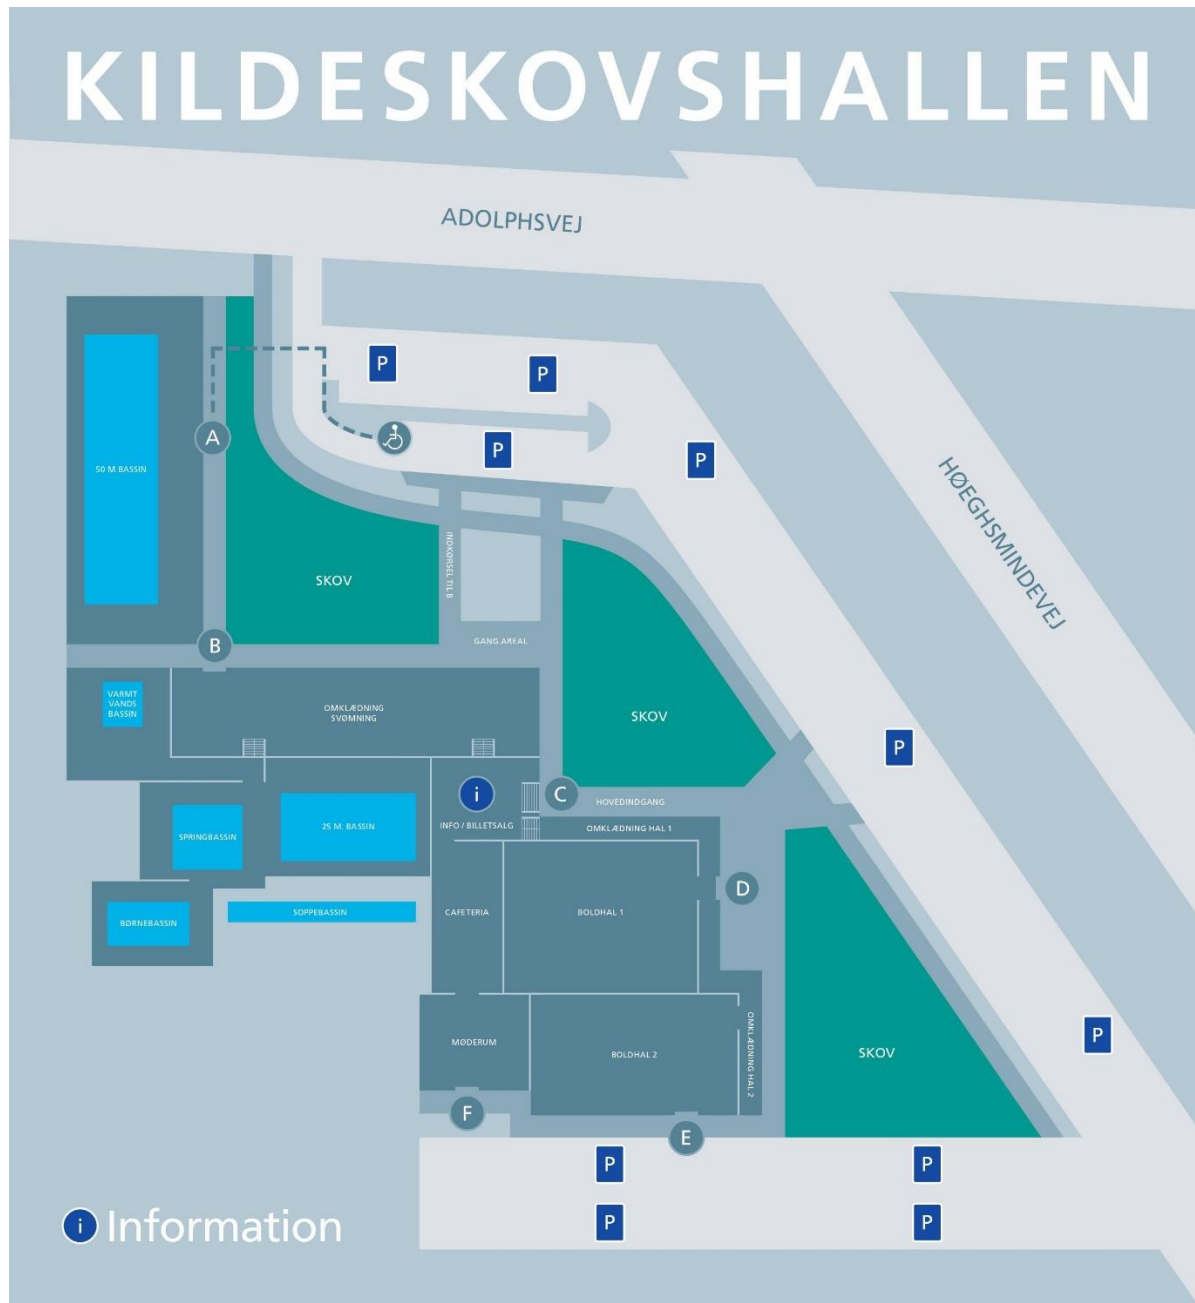 KILDESKOVSHALLEN
ADOLPHSVEJ
P
P
P
P
A
50 M.BASSIN
HØEGHSMINDEVEJ
INDKØRSEL TIL B
SKOV
B
GANG AREAL
VARMT
VANDS
BASSIN
OMKLÆDNING
SVØMNING
SKOV
P
i
C
HOVEDINDGANG
INFO / BILLETSALG
OMKLÆDNING HAL 1
SPRINGBASSIN
25 M. BASSIN
D
BØRNEBASSIN
SOPPEBASSIN
CAFETERIA
BOLDHAL 1
MØDERUM
BOLDHAL 2
OMKLÆDNING HAL 2
SKOV
P
F
E
P
P
P
P
i Information